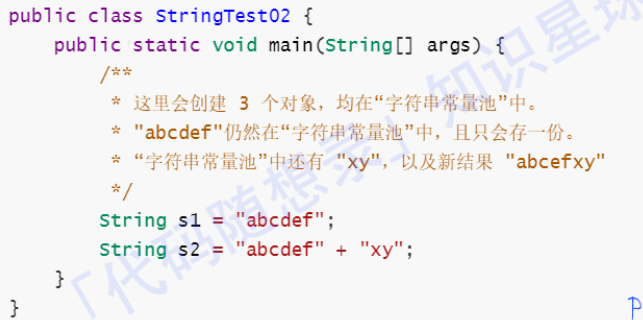 public class StringTest02 {
    public static void main(String[] args) {
        /**
         * 这里会创建 3 个对象，均在“字符串常量池”中。
         * "abcdef"仍然在“字符串常量池”中，且只会存一份。
         * “字符串常量池”中还有 "xy"，以及新结果 "abcefxy"
         */
        String s1 = "abcdef";
        String s2 = "abcdef" + "xy";
    }
}
「代码随想录」知识星球
P